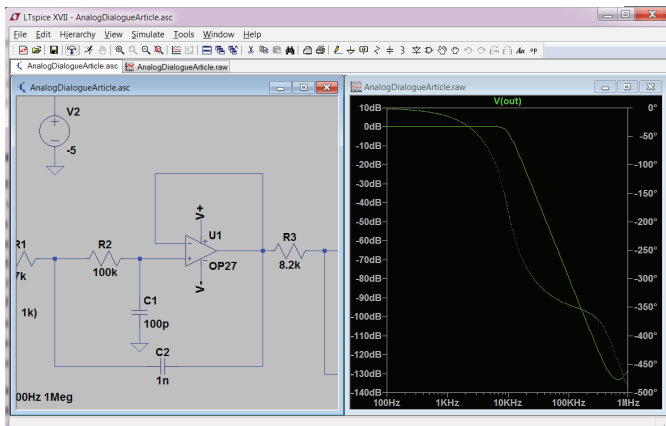 LTspice XVII - AnalogDialogueArticle.asc
File Edit Hierarchy View Simulate Tools Window Help
AnalogDialogueArticle.asc AnalogDialogueArticle.raw
AnalogDialogueArticle.asc
V2
-5
V+
U1
R1
R2
R3
7k
100k
OP27
8.2k
V-
C1
1k)
100p
C2
1n
00Hz 1Meg
AnalogDialogueArticle.raw
V(out)
10dB 0°
0dB -50°
-10dB
-20dB -100°
-30dB
-40dB -150°
-50dB
-60dB -200°
-70dB -250°
-80dB
-90dB -300°
-100dB
-110dB -350°
-120dB -400°
-130dB -450°
-140dB -500°
100Hz 1KHz 10KHz 100KHz 1MHz